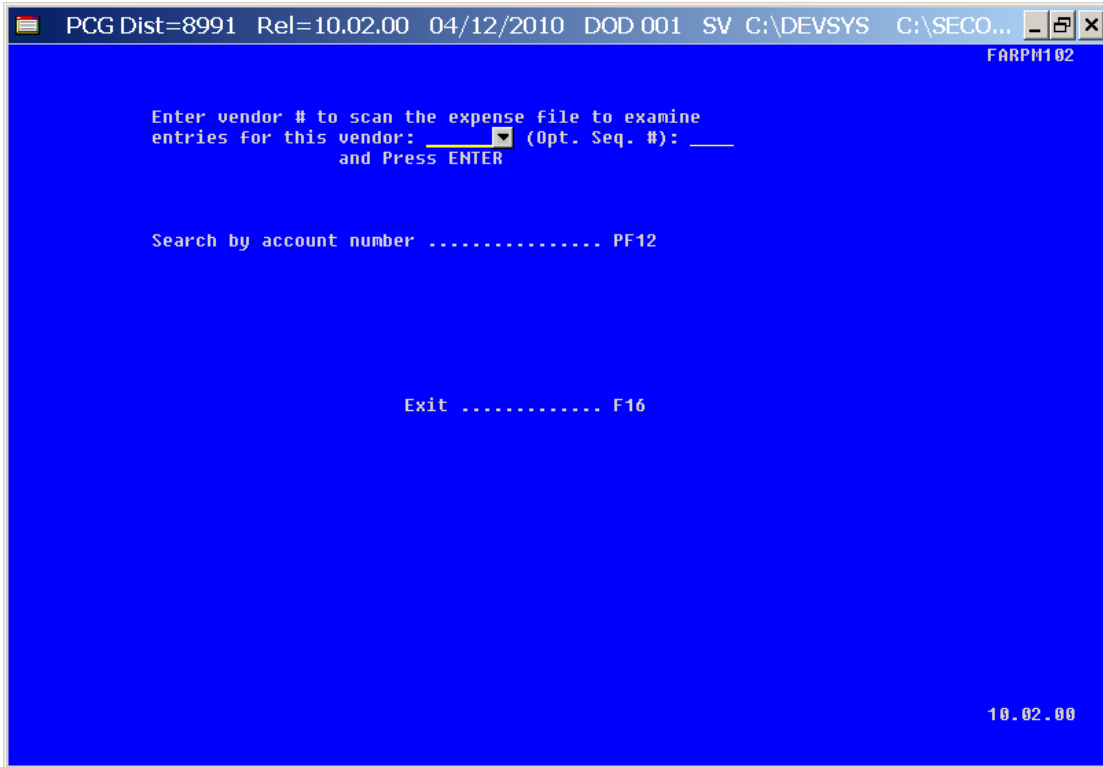 PCG Dist=8991 Rel=10.02.00 04/12/2010 DOD 001 SV C:\DEVSYS C:\SECO...
FARPM102
Enter vendor # to scan the expense file to examine
entries for this vendor: ______ (Opt. Seq. #): ____
and Press ENTER
Search by account number ................ PF12
Exit ............. F16
10.02.00